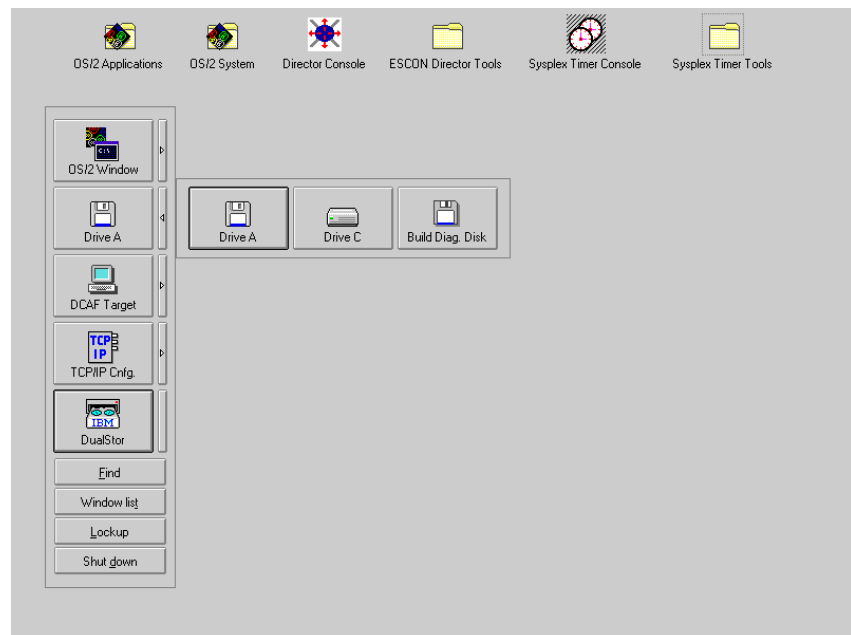 OS/2 Applications OS/2 System Director Console ESCON Director Tools Sysplex Timer Console Sysplex Timer Tools
C:\
OS/2 Window
Drive A
Drive A Drive C Build Diag. Disk
DCAF Target
TCP
IP
TCP/IP Cnfg.
IBM
DualStor
Find
Window list
Lockup
Shut down